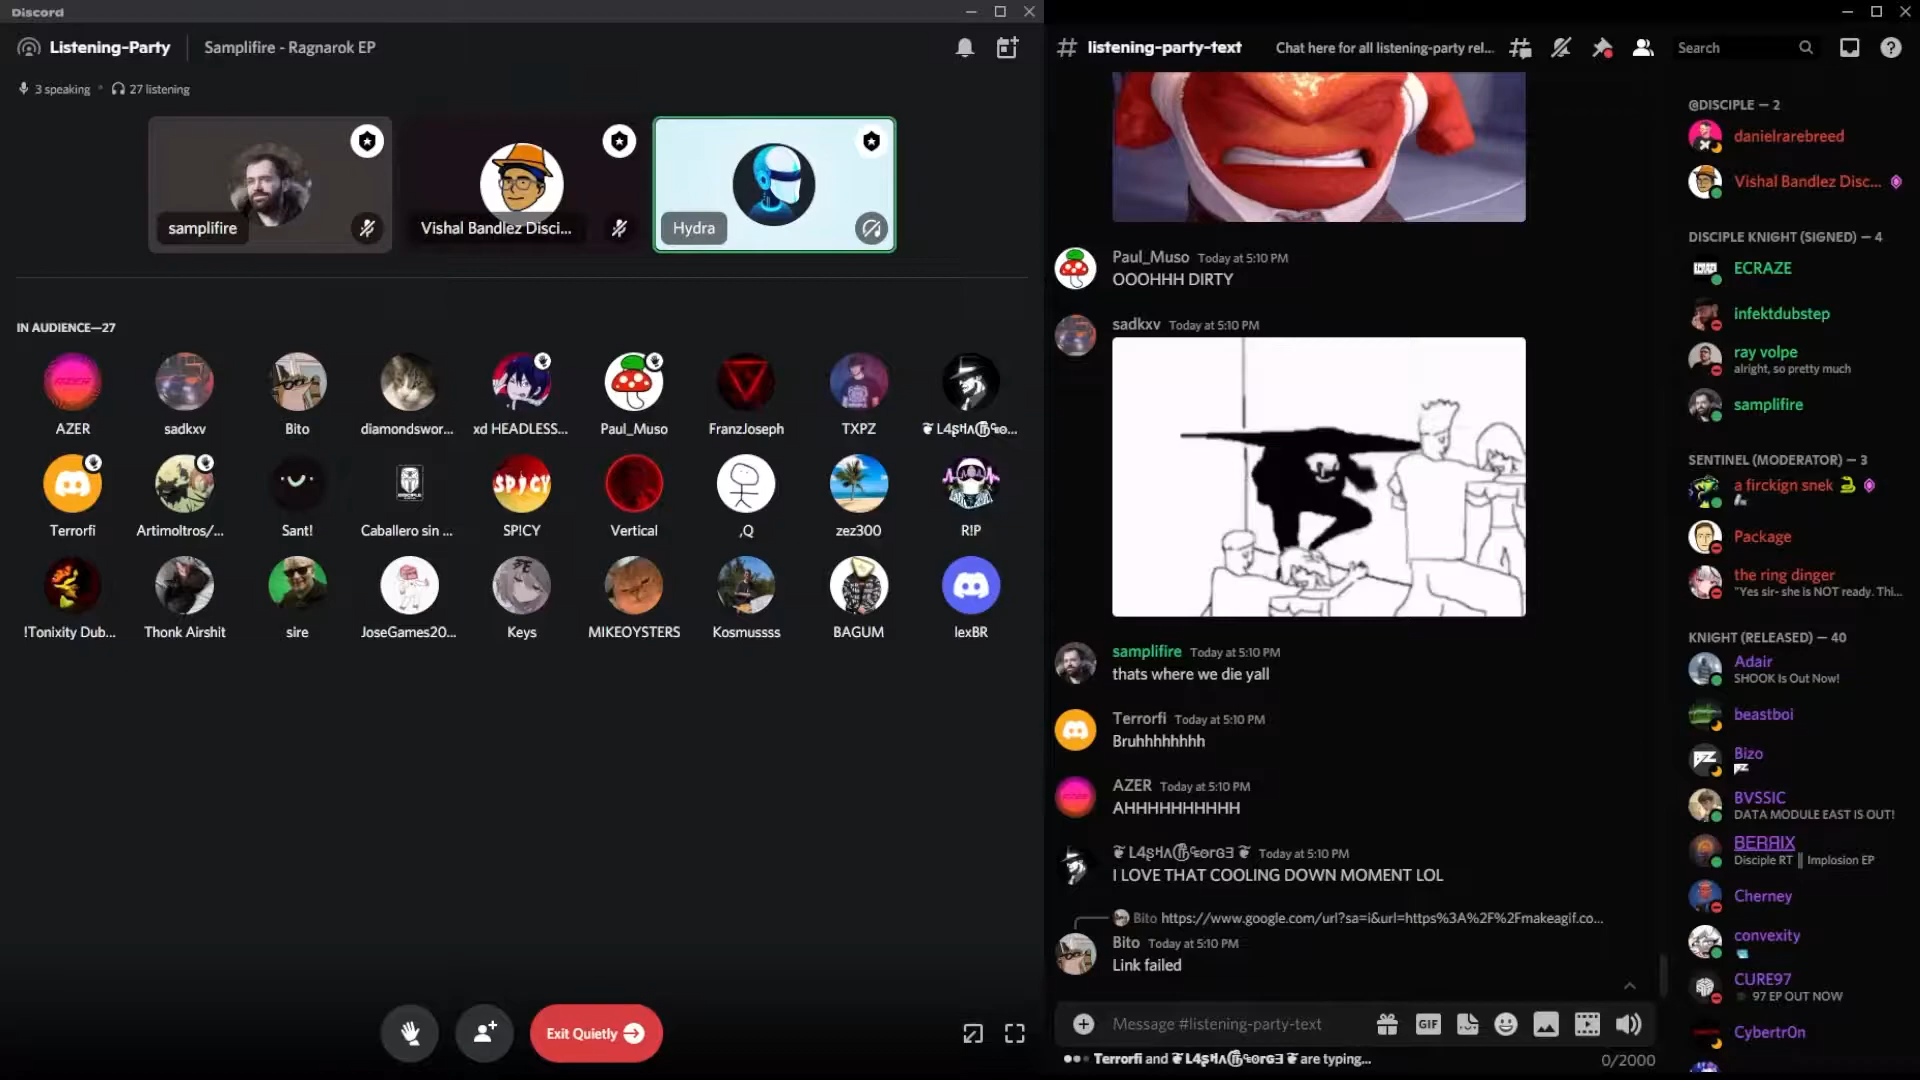 Discord
Listening-Party
Samplifire - Ragnarok EP
3 speaking
27 listening
samplifire
Vishal Bandlez Disci...
Hydra
IN AUDIENCE—27
AZER
sadkxv
Bito
diamondswor...
xd HEADLESS...
Paul_Muso
FranzJoseph
TXPZ
Terrorfi
Artimoltros/...
Sant!
Caballero sin ...
SP!CY
Vertical
,Q
zez300
R!P
!Tonixity Dub...
Thonk Airshit
sire
JoseGames20...
Keys
MIKEOYSTERS
Kosmussss
BAGUM
lexBR
Exit Quietly
# listening-party-text
Chat here for all listening-party rel...
Search
Paul_Muso Today at 5:10 PM
OOOHHH DIRTY
sadkxv Today at 5:10 PM
samplifire Today at 5:10 PM
thats where we die yall
Terrorfi Today at 5:10 PM
Bruhhhhhhhh
AZER Today at 5:10 PM
AHHHHHHHHHH
Today at 5:10 PM
I LOVE THAT COOLING DOWN MOMENT LOL
Bito https://www.google.com/url?sa=i&url=https%3A%2F%2Fmakeagif.co...
Bito Today at 5:10 PM
Link failed
Message #listening-party-text
GIF
Terrorfi and
are typing...
0/2000
@DISCIPLE — 2
danielrarebreed
Vishal Bandlez Disc...
DISCIPLE KNIGHT (SIGNED) — 4
ECRAZE
infektdubstep
ray volpe
alright, so pretty much
samplifire
SENTINEL (MODERATOR) — 3
a firckign snek
Package
the ring dinger
"Yes sir- she is NOT ready. Thi...
KNIGHT (RELEASED) — 40
Adair
SHOOK Is Out Now!
beastboi
Bizo
BVSSIC
DATA MODULE EAST IS OUT!
Disciple RT ‖ Implosion EP
Cherney
convexity
CURE97
97 EP OUT NOW
Cybertr0n